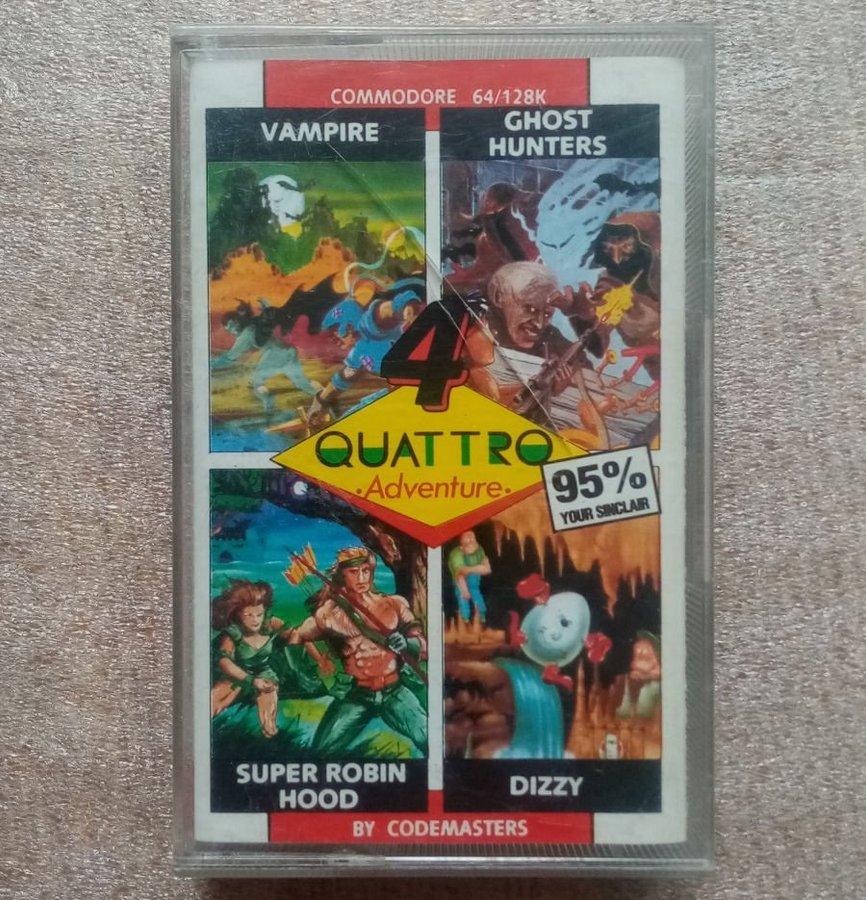 COMMODORE 64/128K
VAMPIRE
GHOST
HUNTERS
4
QUATTRO
·Adventure·
95%
YOUR SINCLAIR
SUPER ROBIN
HOOD
DIZZY
BY CODEMASTERS